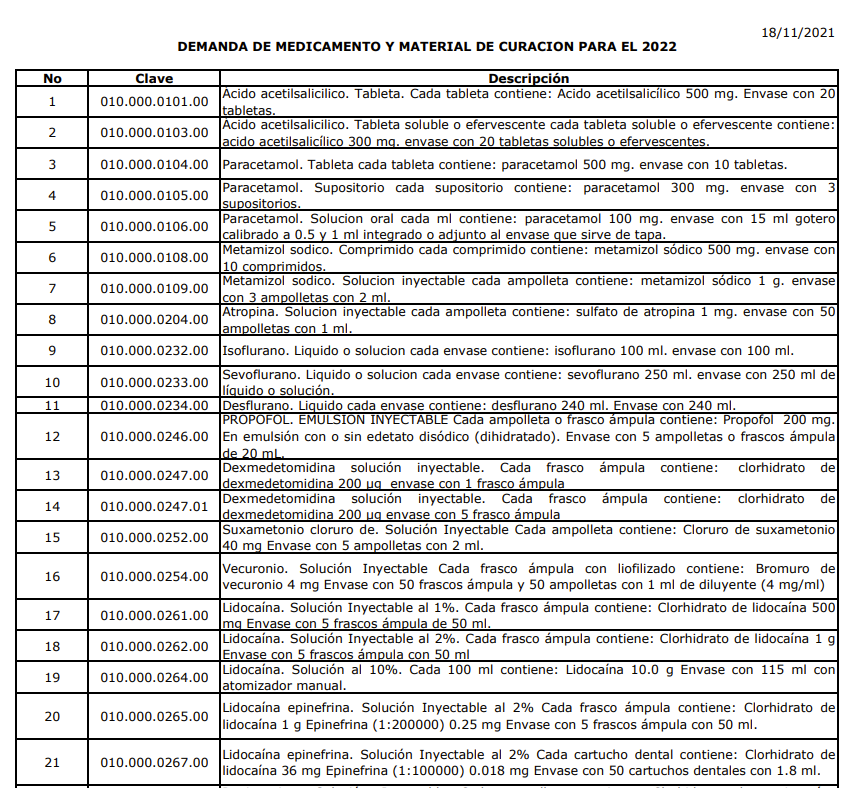 18/11/2021
DEMANDA DE MEDICAMENTO Y MATERIAL DE CURACION PARA EL 2022
No Clave Descripción
1 010.000.0101.00 Ácido acetilsalicilico. Tableta. Cada tableta contiene: Acido acetilsalicílico 500 mg. Envase con 20
tabletas.
2 010.000.0103.00 Ácido acetilsalicilico. Tableta soluble o efervescente cada tableta soluble o efervescente contiene:
acido acetilsalicílico 300 mg. envase con 20 tabletas solubles o efervescentes.
3 010.000.0104.00 Paracetamol. Tableta cada tableta contiene: paracetamol 500 mg. envase con 10 tabletas.
4 010.000.0105.00 Paracetamol. Supositorio cada supositorio contiene: paracetamol 300 mg. envase con 3
supositorios.
5 010.000.0106.00 Paracetamol. Solucion oral cada ml contiene: paracetamol 100 mg. envase con 15 ml gotero
calibrado a 0.5 y 1 ml integrado o adjunto al envase que sirve de tapa.
6 010.000.0108.00 Metamizol sodico. Comprimido cada comprimido contiene: metamizol sódico 500 mg. envase con
10 comprimidos.
7 010.000.0109.00 Metamizol sodico. Solucion inyectable cada ampolleta contiene: metamizol sódico 1 g. envase
con 3 ampolletas con 2 ml.
8 010.000.0204.00 Atropina. Solucion inyectable cada ampolleta contiene: sulfato de atropina 1 mg. envase con 50
ampolletas con 1 ml.
9 010.000.0232.00 Isoflurano. Liquido o solucion cada envase contiene: isoflurano 100 ml. envase con 100 ml.
10 010.000.0233.00 Sevoflurano. Liquido o solucion cada envase contiene: sevoflurano 250 ml. envase con 250 ml de
líquido o solución.
11 010.000.0234.00 Desflurano. Liquido cada envase contiene: desflurano 240 ml. Envase con 240 ml.
12 010.000.0246.00 PROPOFOL. EMULSION INYECTABLE Cada ampolleta o frasco ámpula contiene: Propofol 200 mg.
En emulsión con o sin edetato disódico (dihidratado). Envase con 5 ampolletas o frascos ámpula
de 20 mL.
13 010.000.0247.00 Dexmedetomidina solución inyectable. Cada frasco ámpula contiene: clorhidrato de
dexmedetomidina 200 µg envase con 1 frasco ámpula
14 010.000.0247.01 Dexmedetomidina solución inyectable. Cada frasco ámpula contiene: clorhidrato de
dexmedetomidina 200 µg envase con 5 frasco ámpula
15 010.000.0252.00 Suxametonio cloruro de. Solución Inyectable Cada ampolleta contiene: Cloruro de suxametonio
40 mg Envase con 5 ampolletas con 2 ml.
16 010.000.0254.00 Vecuronio. Solución Inyectable Cada frasco ámpula con liofilizado contiene: Bromuro de
vecuronio 4 mg Envase con 50 frascos ámpula y 50 ampolletas con 1 ml de diluyente (4 mg/ml)
17 010.000.0261.00 Lidocaína. Solución Inyectable al 1%. Cada frasco ámpula contiene: Clorhidrato de lidocaína 500
mg Envase con 5 frascos ámpula de 50 ml.
18 010.000.0262.00 Lidocaína. Solución Inyectable al 2%. Cada frasco ámpula contiene: Clorhidrato de lidocaína 1 g
Envase con 5 frascos ámpula con 50 ml
19 010.000.0264.00 Lidocaína. Solución al 10%. Cada 100 ml contiene: Lidocaína 10.0 g Envase con 115 ml con
atomizador manual.
20 010.000.0265.00 Lidocaína epinefrina. Solución Inyectable al 2% Cada frasco ámpula contiene: Clorhidrato de
lidocaína 1 g Epinefrina (1:200000) 0.25 mg Envase con 5 frascos ámpula con 50 ml.
21 010.000.0267.00 Lidocaína epinefrina. Solución Inyectable al 2% Cada cartucho dental contiene: Clorhidrato de
lidocaína 36 mg Epinefrina (1:100000) 0.018 mg Envase con 50 cartuchos dentales con 1.8 ml.